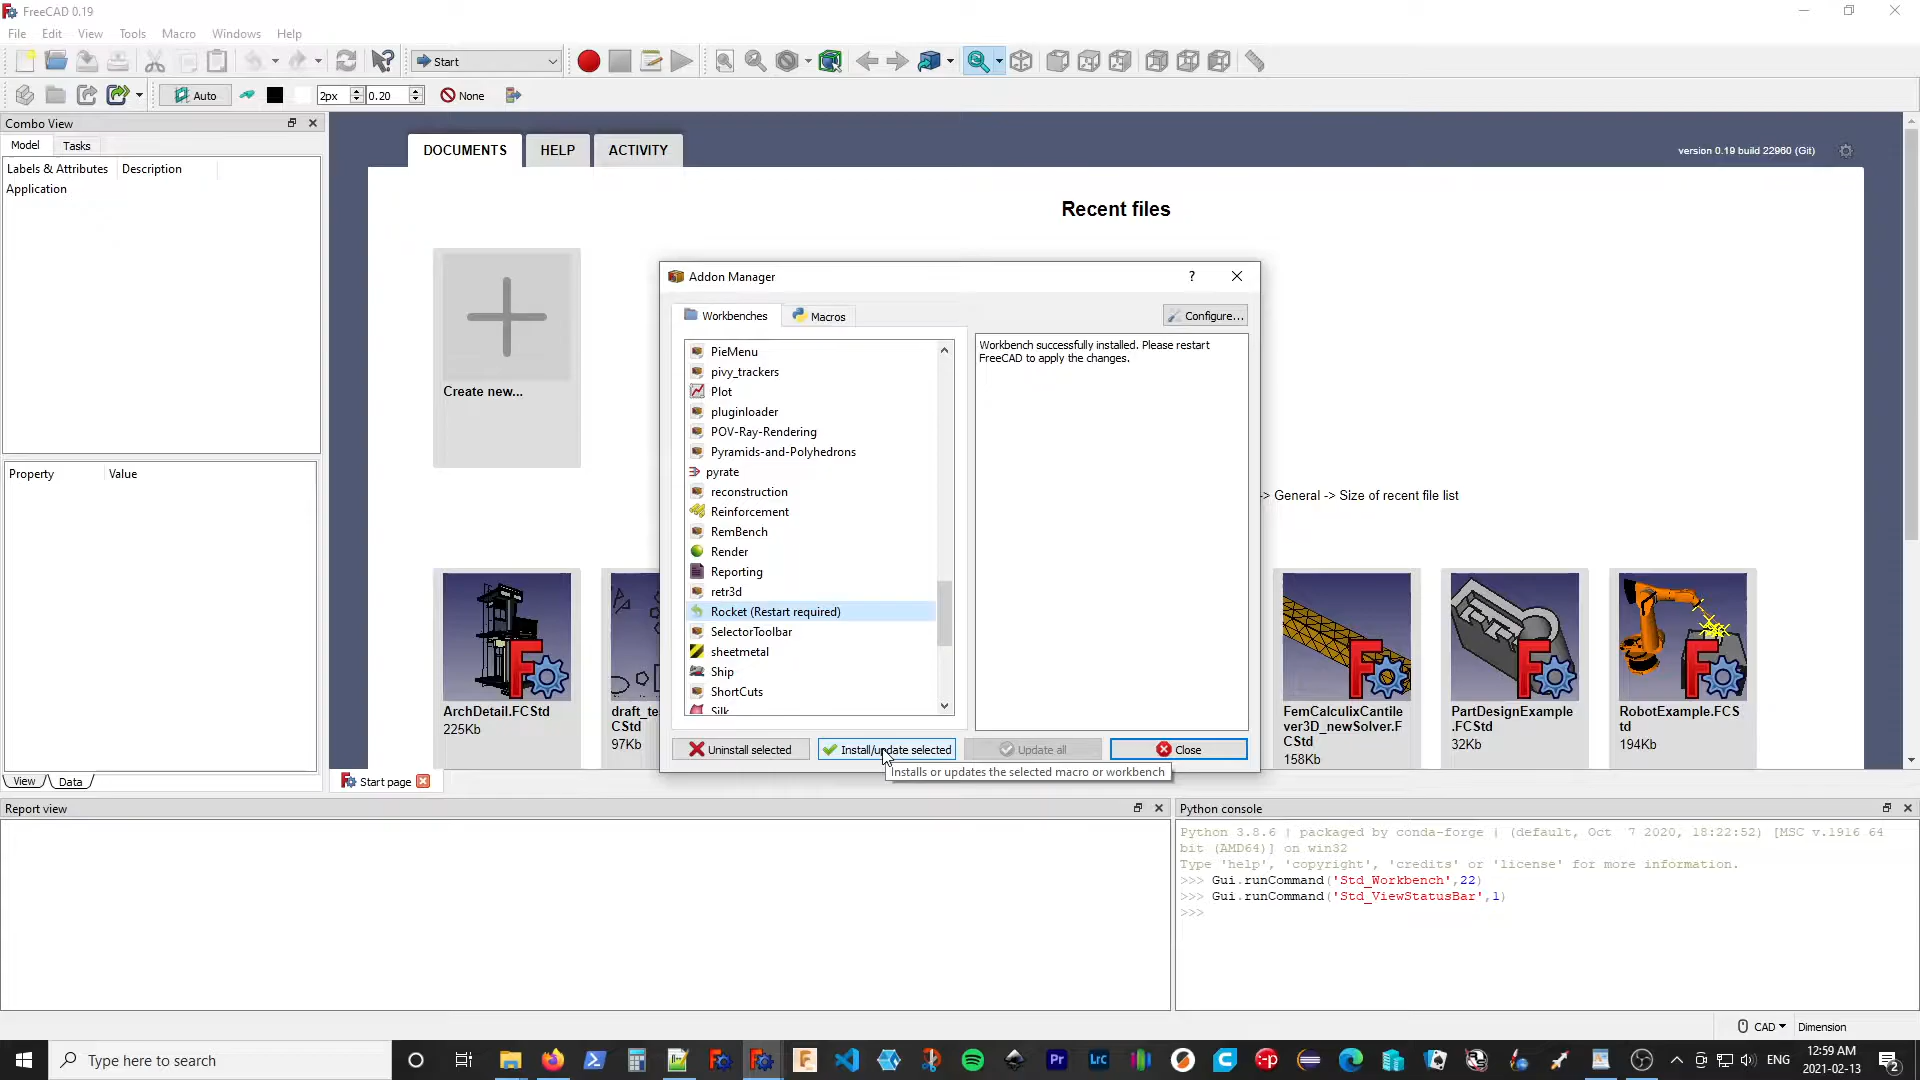 FreeCAD 0.19
File Edit View Tools Macro Windows Help
Start
Auto 2px 0.20 None
Combo View
Model Tasks
Labels & Attributes Description
Application
Property Value
View Data
DOCUMENTS HELP ACTIVITY
version 0.19 build 22960 (Git)
Recent files
Create new...
-> General -> Size of recent file list
ArchDetail.FCStd
225Kb
draft_te
CStd
97Kb
FemCalculixCantile
ver3D_newSolver.F
CStd
158Kb
PartDesignExample
.FCStd
32Kb
RobotExample.FCS
td
194Kb
Addon Manager
Workbenches Macros Configure...
PieMenu
pivy_trackers
Plot
pluginloader
POV-Ray-Rendering
Pyramids-and-Polyhedrons
pyrate
reconstruction
Reinforcement
RemBench
Render
Reporting
retr3d
Rocket (Restart required)
SelectorToolbar
sheetmetal
Ship
ShortCuts
Silk
Workbench successfully installed. Please restart
FreeCAD to apply the changes.
Uninstall selected Install/update selected Update all Close
Installs or updates the selected macro or workbench
Start page
Report view
Python console
Python 3.8.6 | packaged by conda-forge | (default, Oct  7 2020, 18:22:52) [MSC v.1916 64
bit (AMD64)] on win32
Type 'help', 'copyright', 'credits' or 'license' for more information.
>>> Gui.runCommand('Std_Workbench',22)
>>> Gui.runCommand('Std_ViewStatusBar',1)
>>>
CAD Dimension
Type here to search
Pr
Lrc
ENG
12:59 AM
2021-02-13
2